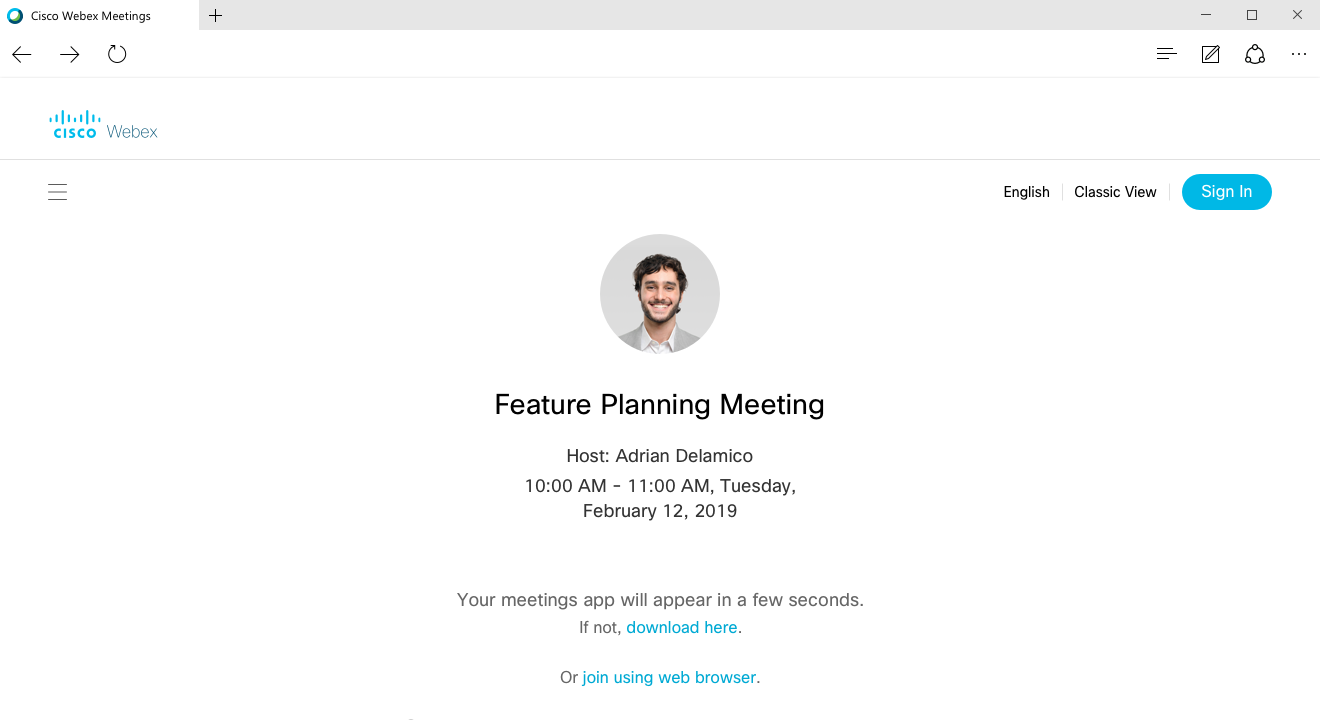 Cisco Webex Meetings
cisco Webex
English
Classic View
Sign In
Feature Planning Meeting
Host: Adrian Delamico
10:00 AM - 11:00 AM, Tuesday,
February 12, 2019
Your meetings app will appear in a few seconds.
If not, download here.
Or join using web browser.